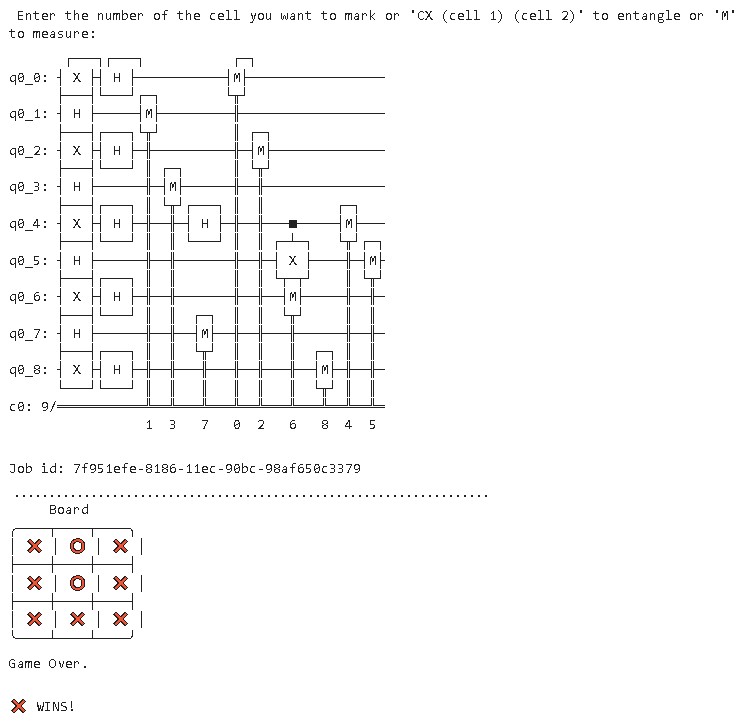 Enter the number of the cell you want to mark or 'CX (cell 1) (cell 2)' to entangle or 'M'
to measure:
q0_0: X H M
q0_1: H M
q0_2: X H M
q0_3: H M
q0_4: X H H ■ M
q0_5: H X M
q0_6: X H M
q0_7: H M
q0_8: X H M
c0: 9/
1 3 7 0 2 6 8 4 5
Job id: 7f951efe-8186-11ec-90bc-98af650c3379
....................................................................
Board
❌ | ⭕ | ❌ |
❌ | ⭕ | ❌ |
❌ | ❌ | ❌ |
Game Over.
❌ WINS!